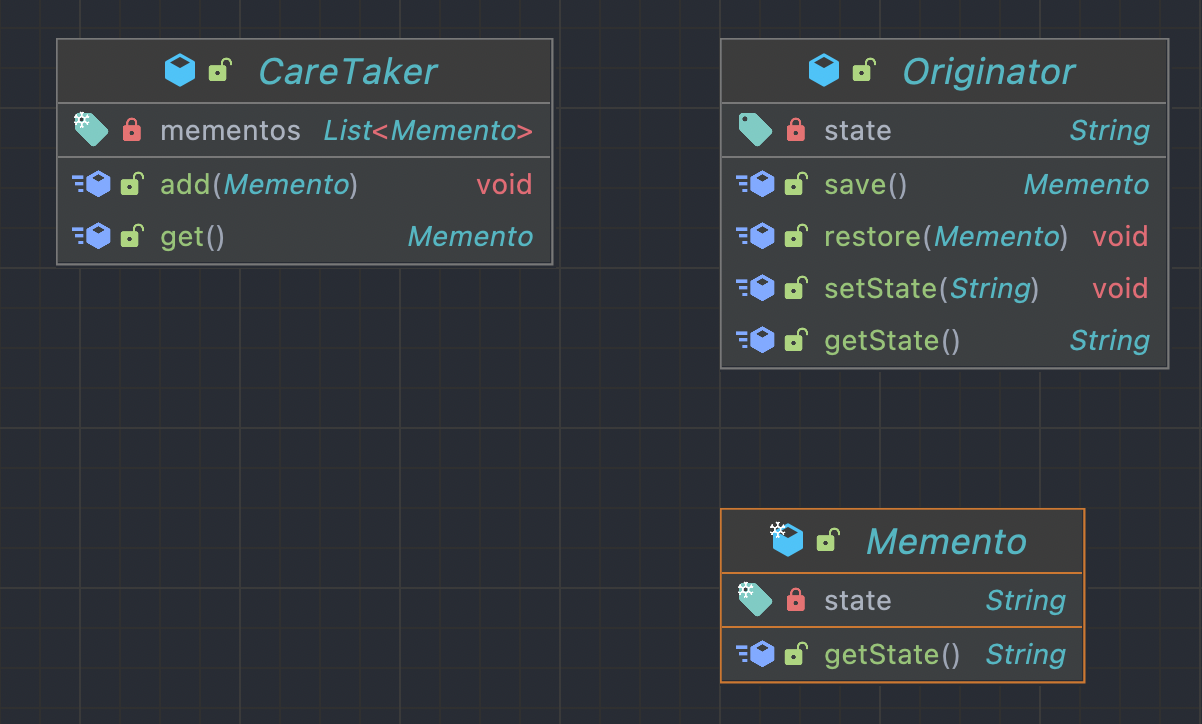 CareTaker
mementos List<Memento>
add(Memento) void
get() Memento
Originator
state String
save() Memento
restore(Memento) void
setState(String) void
getState() String
Memento
state String
getState() String